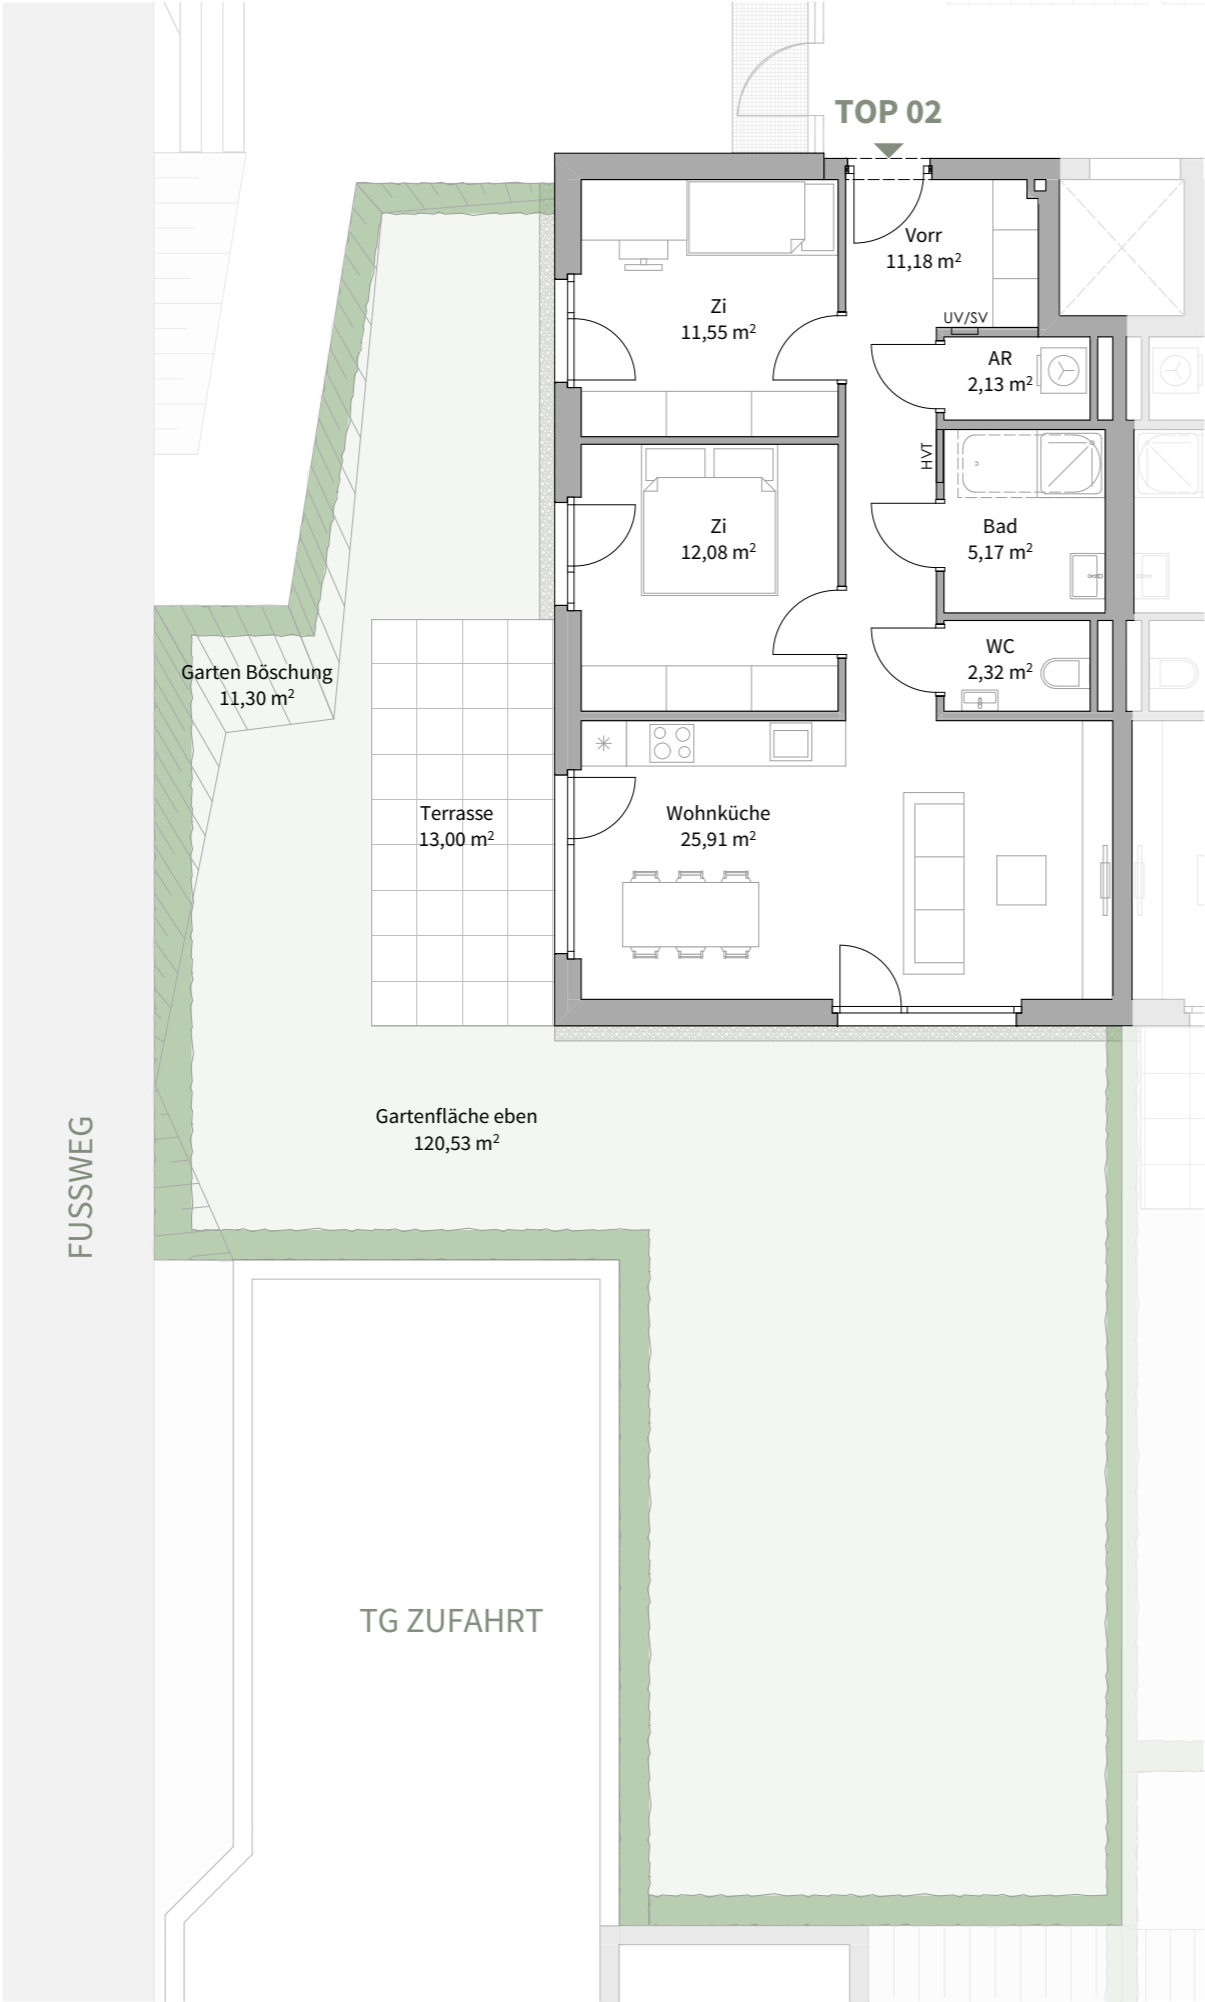 TOP 02
Vorr
11,18 m²
Zi
11,55 m²
UV/SV
AR
2,13 m²
HVT
Zi
12,08 m²
Bad
5,17 m²
WC
2,32 m²
Garten Böschung
11,30 m²
Terrasse
13,00 m²
Wohnküche
25,91 m²
Gartenfläche eben
120,53 m²
FUSSWEG
TG ZUFAHRT